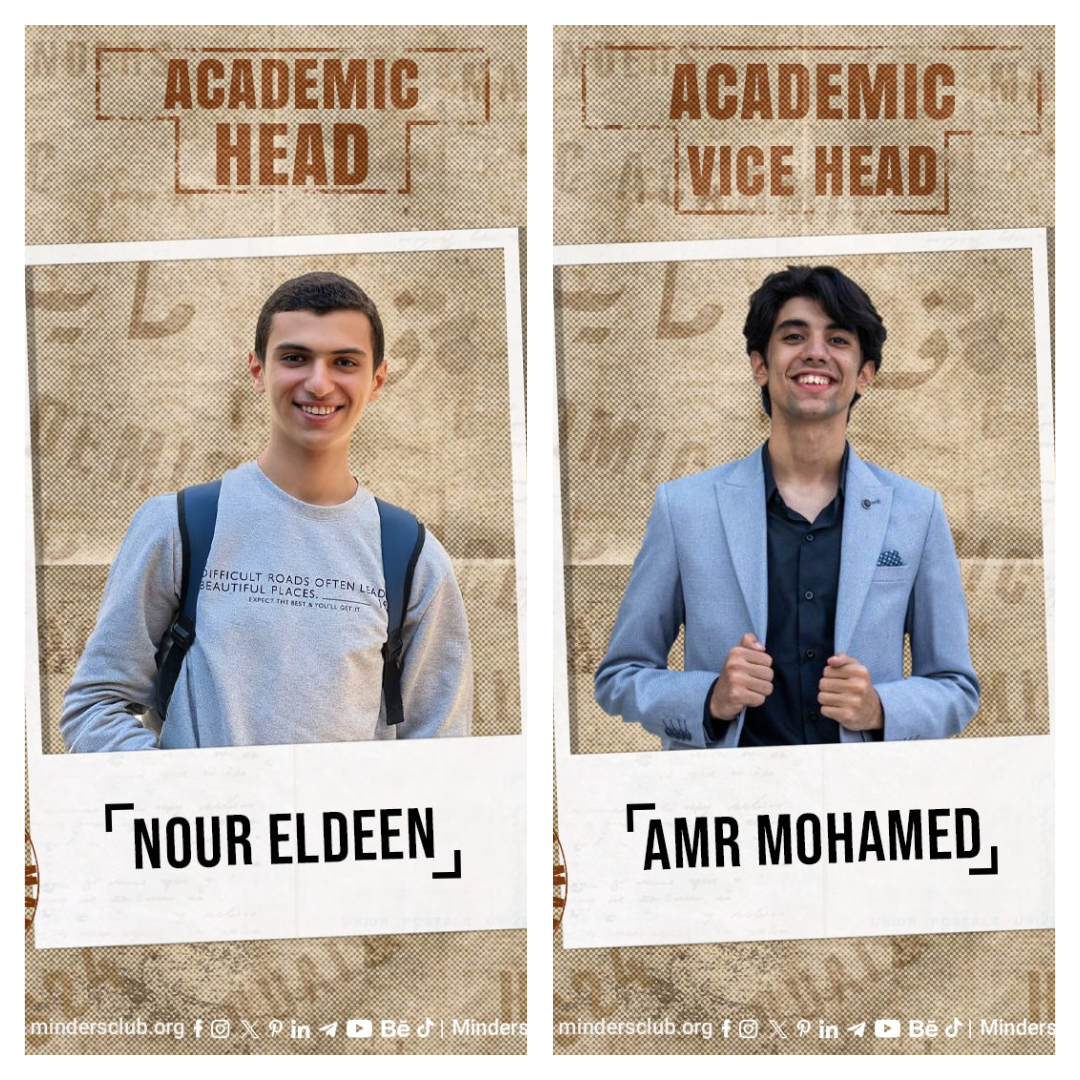 ACADEMIC
HEAD
DIFFICULT ROADS OFTEN LEAD
BEAUTIFUL PLACES.
EXPECT THE BEST & YOU'LL GET IT
NOUR ELDEEN
mindersclub.org | Minders
ACADEMIC
VICE HEAD
AMR MOHAMED
mindersclub.org | Minders